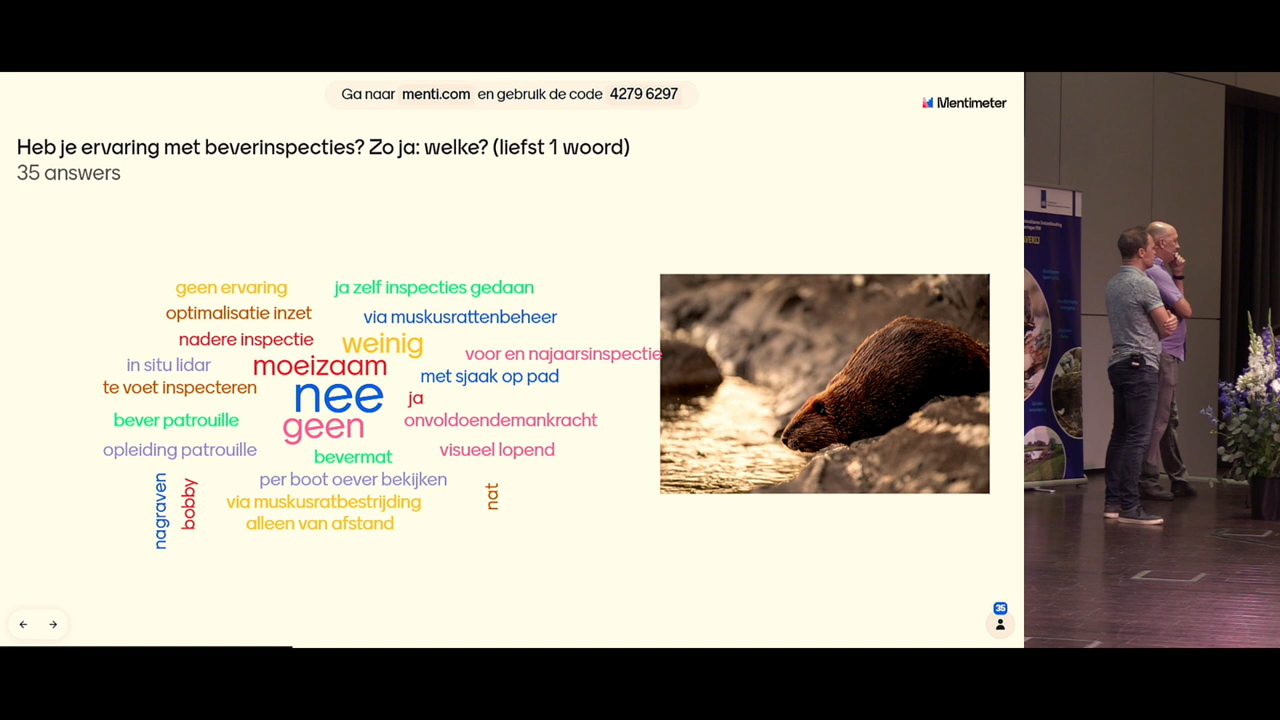 Ga naar menti.com en gebruik de code 4279 6297
Mentimeter
Heb je ervaring met beverinspecties? Zo ja: welke? (liefst 1 woord)
35 answers
geen ervaring
ja zelf inspecties gedaan
optimalisatie inzet
via muskusrattenbeheer
nadere inspectie
weinig
voor en najaarsinspectie
in situ lidar
moeizaam
met sjaak op pad
te voet inspecteren
nee
ja
bever patrouille
geen
onvoldoendemankracht
opleiding patrouille
bevermat
visueel lopend
nagraven
bobby
per boot oever bekijken
nat
via muskusratbestrijding
alleen van afstand
35